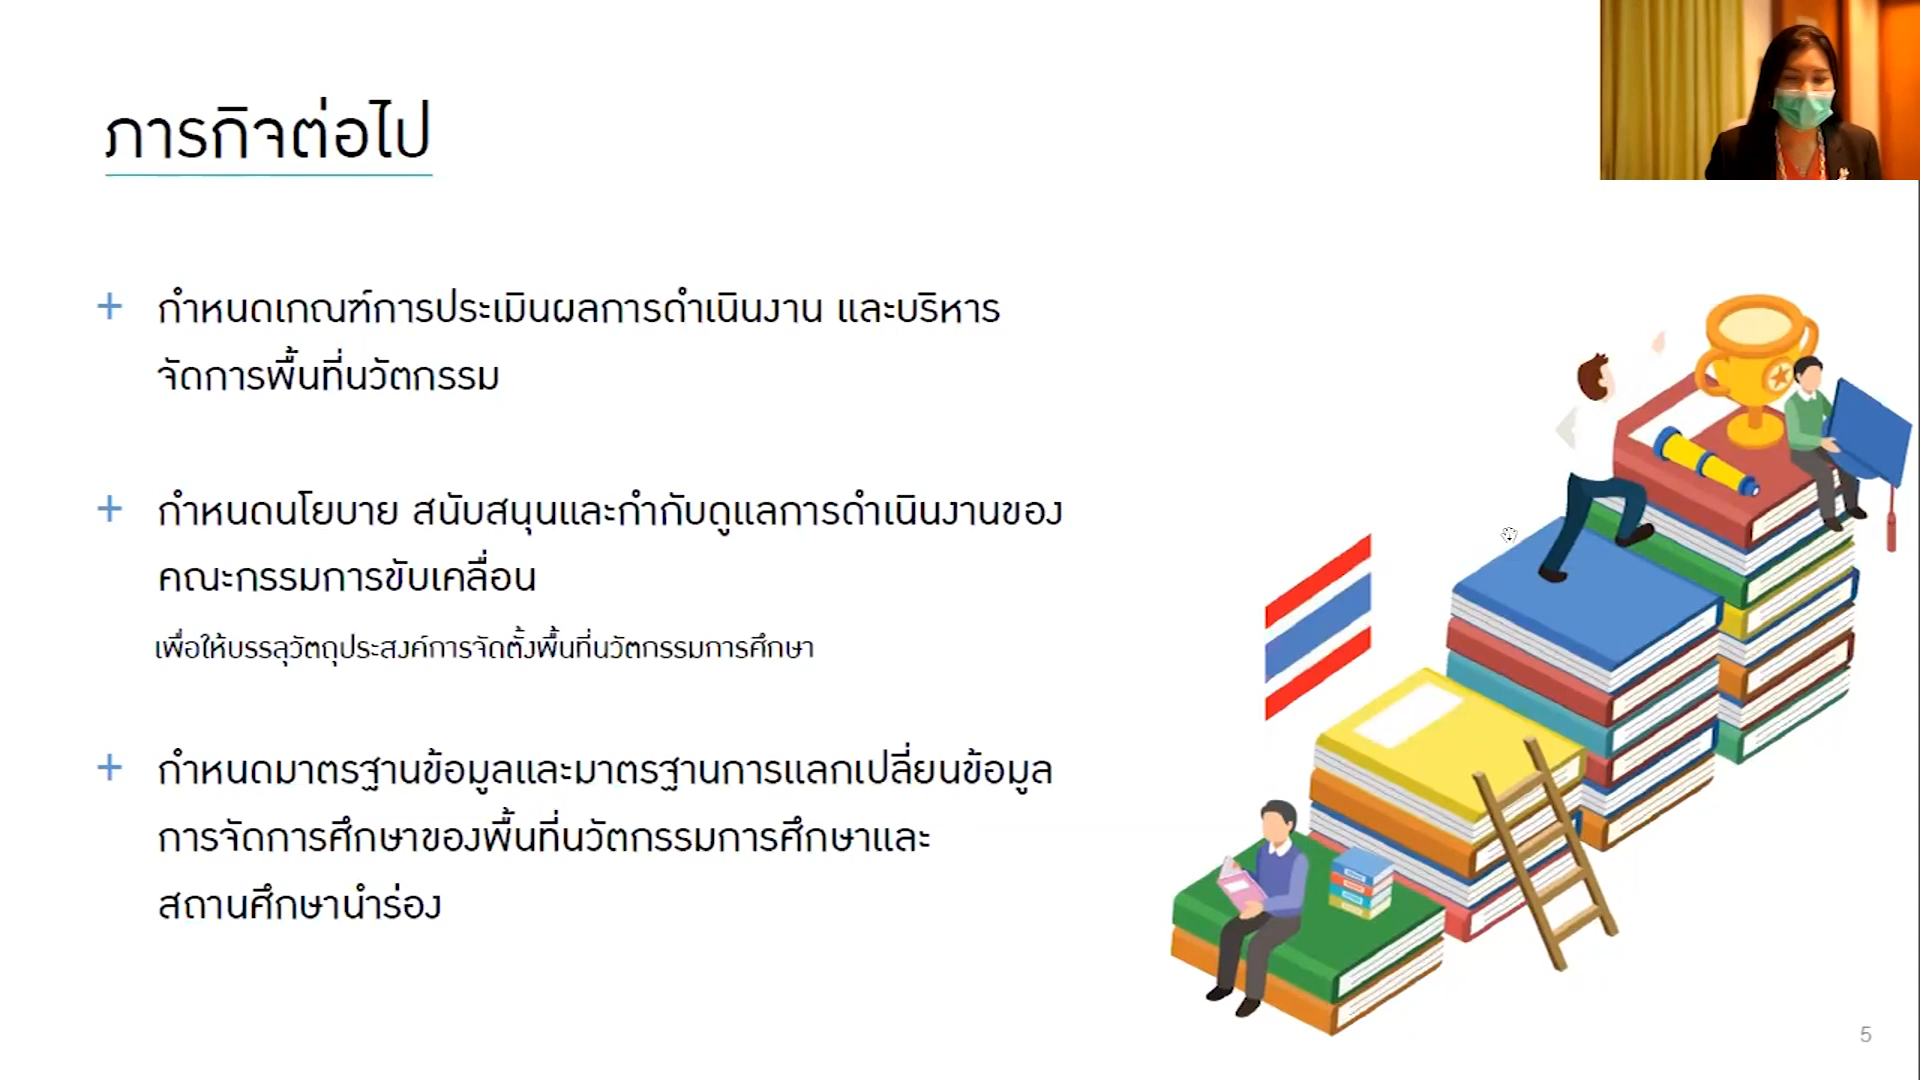 ภารกิจต่อไป
+ กำหนดเกณฑ์การประเมินผลการดำเนินงาน และบริหาร
จัดการพื้นที่นวัตกรรม
+ กำหนดนโยบาย สนับสนุนและกำกับดูแลการดำเนินงานของ
คณะกรรมการขับเคลื่อน
เพื่อให้บรรลุวัตถุประสงค์การจัดตั้งพื้นที่นวัตกรรมการศึกษา
+ กำหนดมาตรฐานข้อมูลและมาตรฐานการแลกเปลี่ยนข้อมูล
การจัดการศึกษาของพื้นที่นวัตกรรมการศึกษาและ
สถานศึกษานำร่อง
5